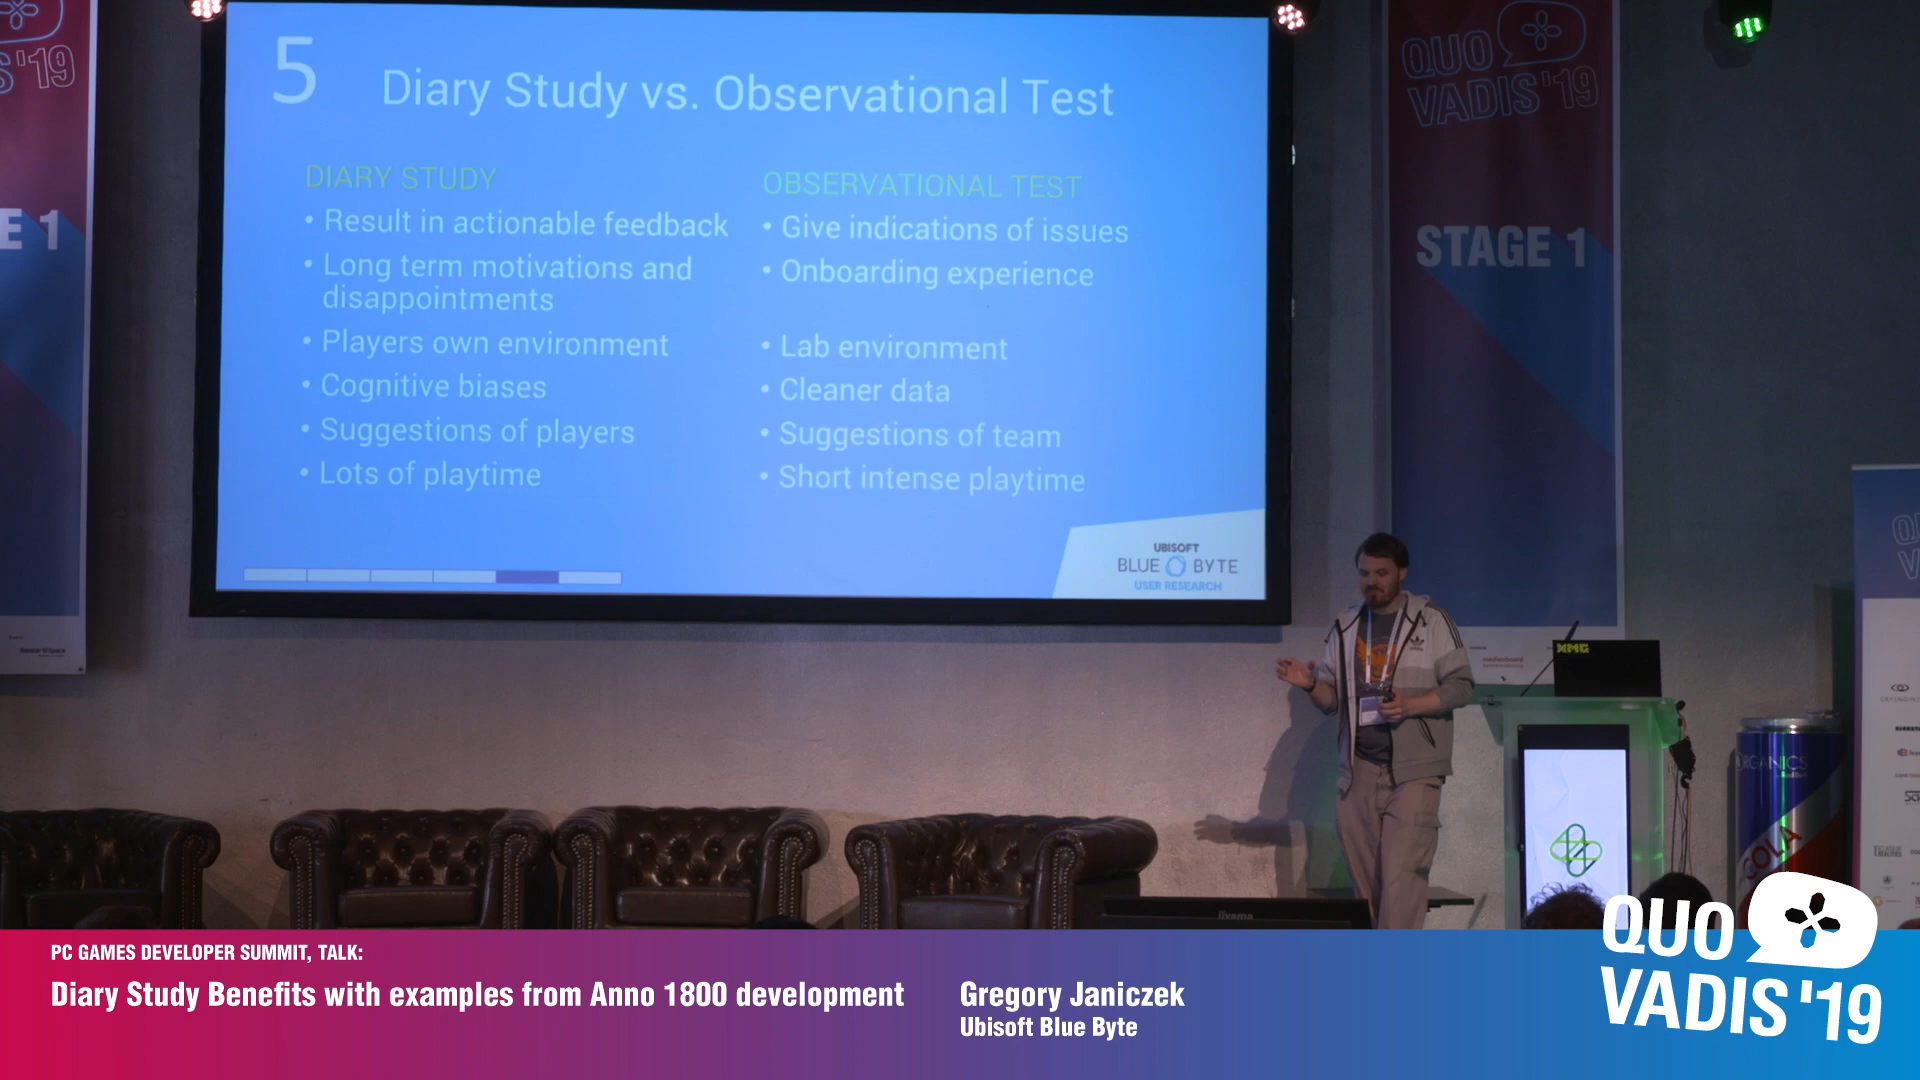 5
Diary Study vs. Observational Test
DIARY STUDY
• Result in actionable feedback
• Long term motivations and
disappointments
• Players own environment
• Cognitive biases
• Suggestions of players
• Lots of playtime
OBSERVATIONAL TEST
• Give indications of issues
• Onboarding experience
• Lab environment
• Cleaner data
• Suggestions of team
• Short intense playtime
UBISOFT
BLUE BYTE
USER RESEARCH
S'19
E 1
QUO
VADIS'19
STAGE 1
XMG
ORGANICS
COLA
iiyama
PC GAMES DEVELOPER SUMMIT, TALK:
Diary Study Benefits with examples from Anno 1800 development
Gregory Janiczek
Ubisoft Blue Byte
QUO
VADIS'19